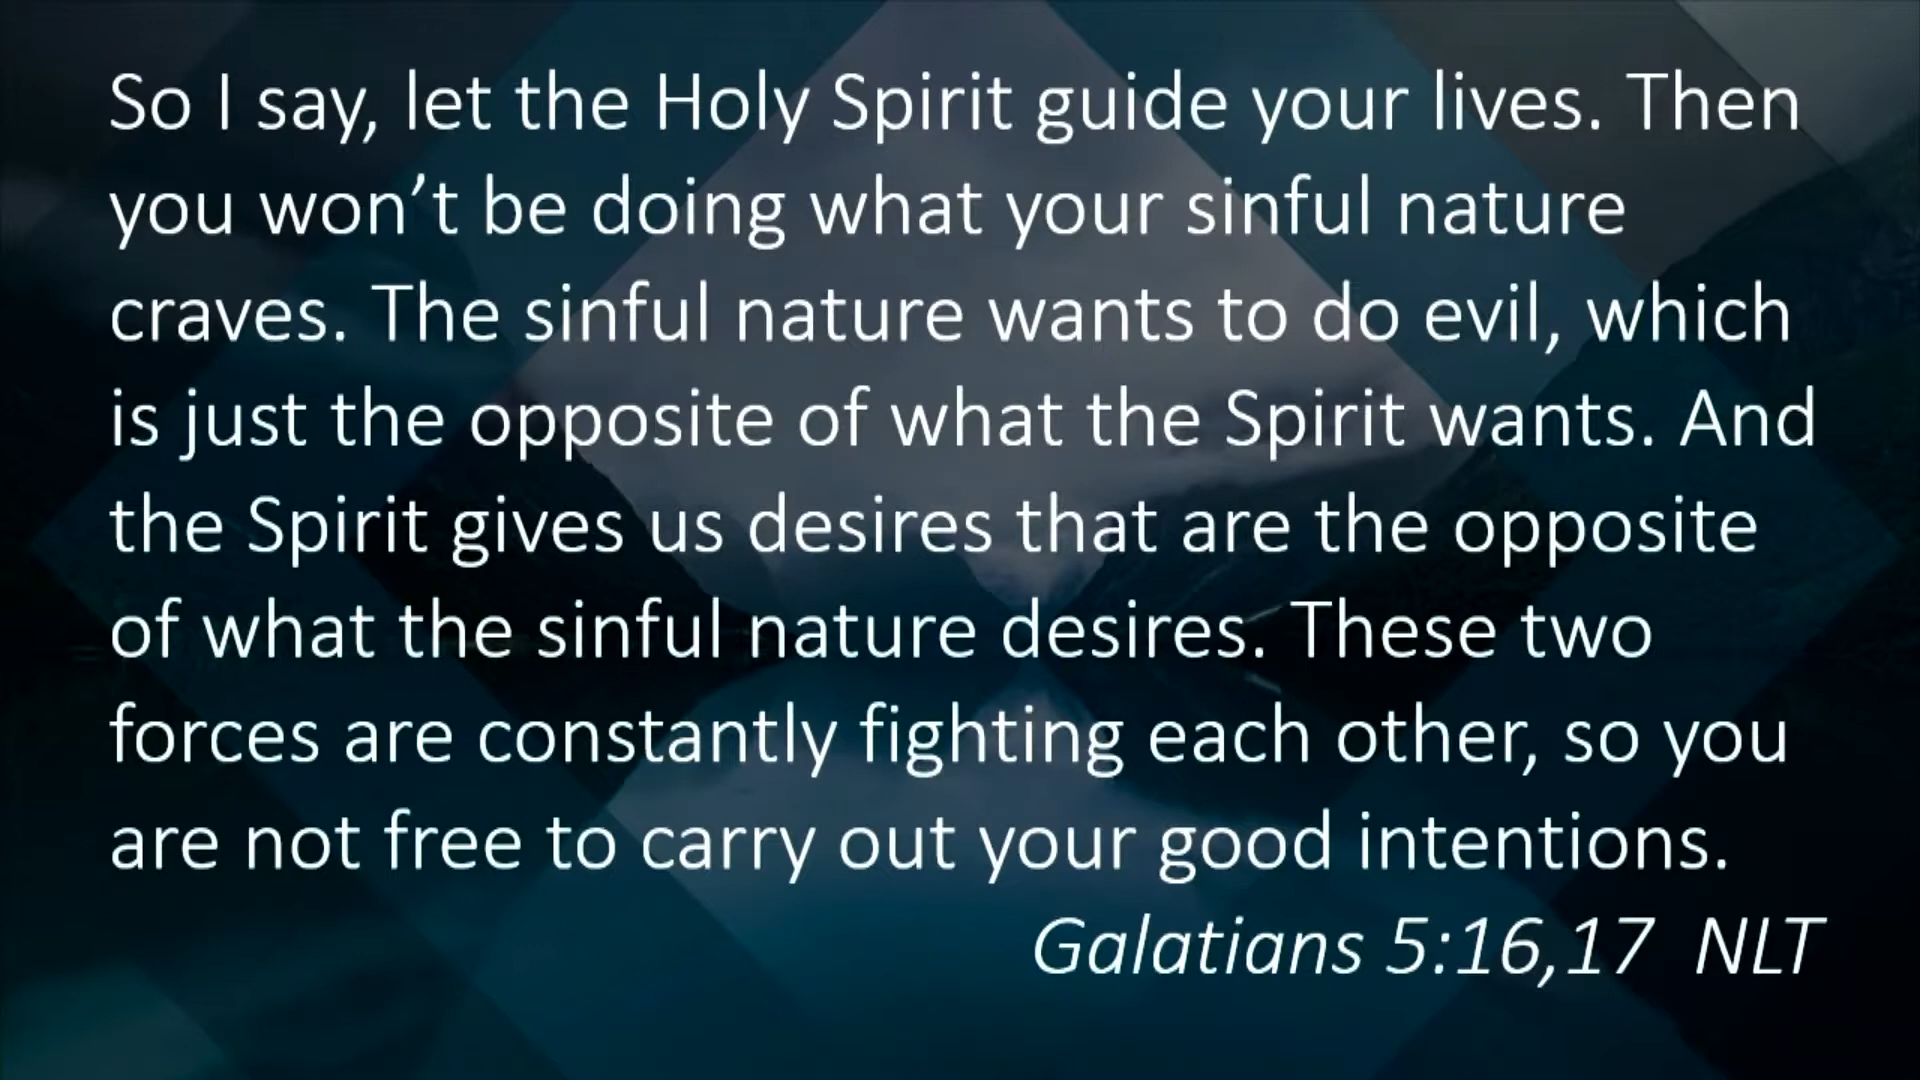 So I say, let the Holy Spirit guide your lives. Then
you won’t be doing what your sinful nature
craves. The sinful nature wants to do evil, which
is just the opposite of what the Spirit wants. And
the Spirit gives us desires that are the opposite
of what the sinful nature desires. These two
forces are constantly fighting each other, so you
are not free to carry out your good intentions.
Galatians 5:16,17  NLT